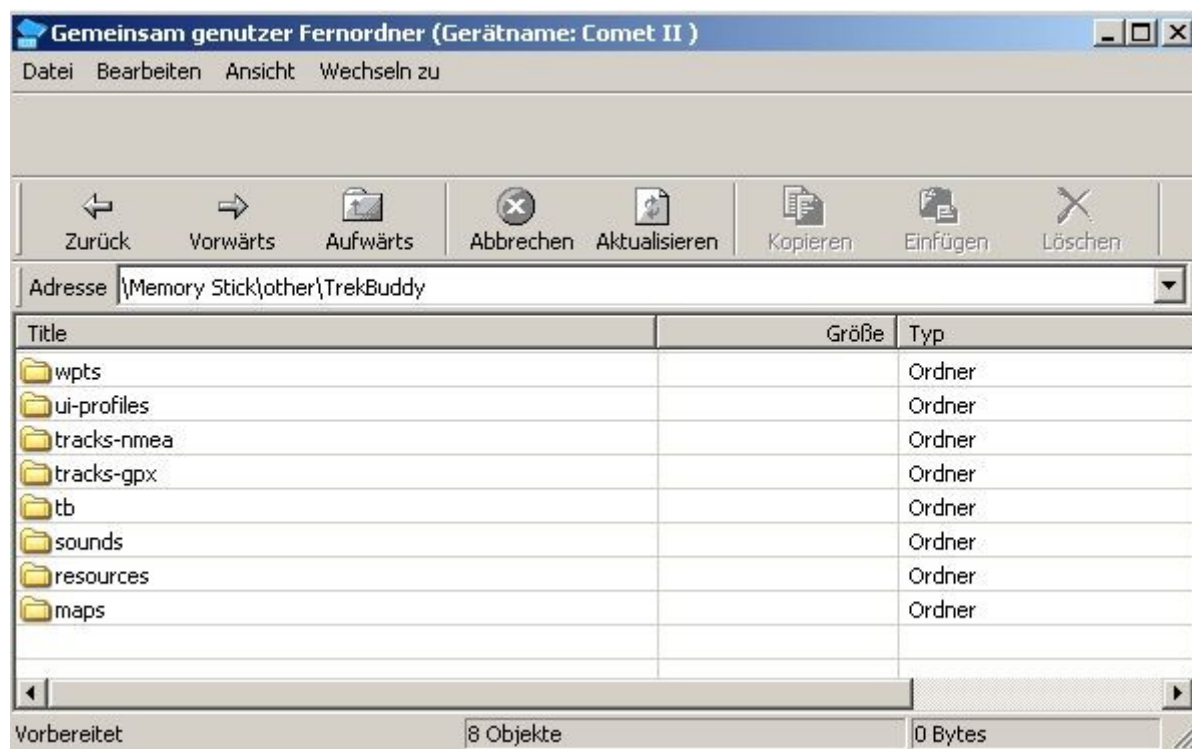 Gemeinsam genutzer Fernordner (Gerätname: Comet II )
Datei Bearbeiten Ansicht Wechseln zu
Zurück Vorwärts Aufwärts Abbrechen Aktualisieren Kopieren Einfügen Löschen
Adresse \Memory Stick\other\TrekBuddy
Title Größe Typ
wpts Ordner
ui-profiles Ordner
tracks-nmea Ordner
tracks-gpx Ordner
tb Ordner
sounds Ordner
resources Ordner
maps Ordner
Vorbereitet 8 Objekte 0 Bytes